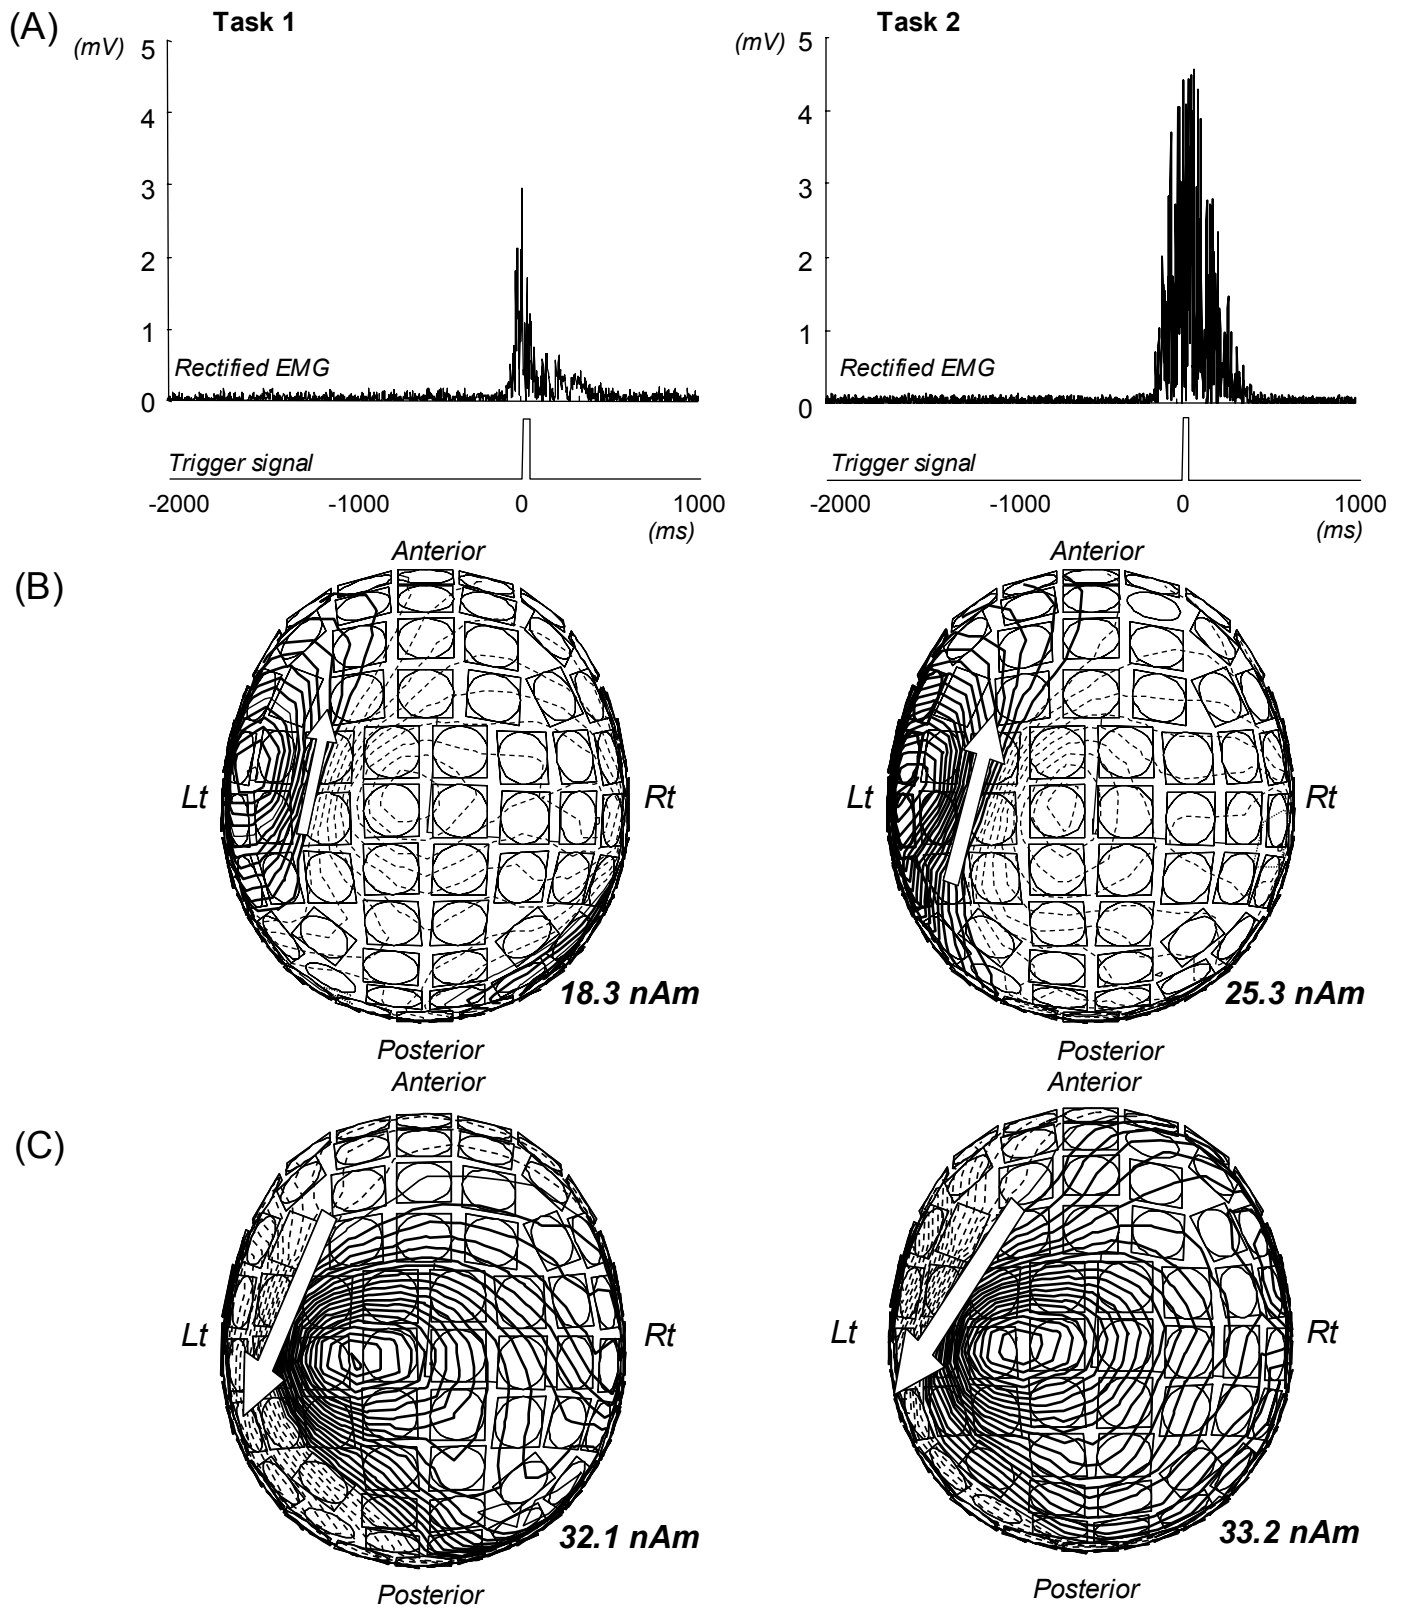 (A)
Task 1
(mV)
5
4
3
2
1
0
Rectified EMG
Trigger signal
-2000 -1000 0 1000
(ms)
Task 2
(mV)
5
4
3
2
1
0
Rectified EMG
Trigger signal
-2000 -1000 0 1000
(ms)
(B)
Anterior
Lt Rt
18.3 nAm
Posterior
Anterior
Lt Rt
25.3 nAm
Posterior
(C)
Anterior
Lt Rt
32.1 nAm
Posterior
Anterior
Lt Rt
33.2 nAm
Posterior